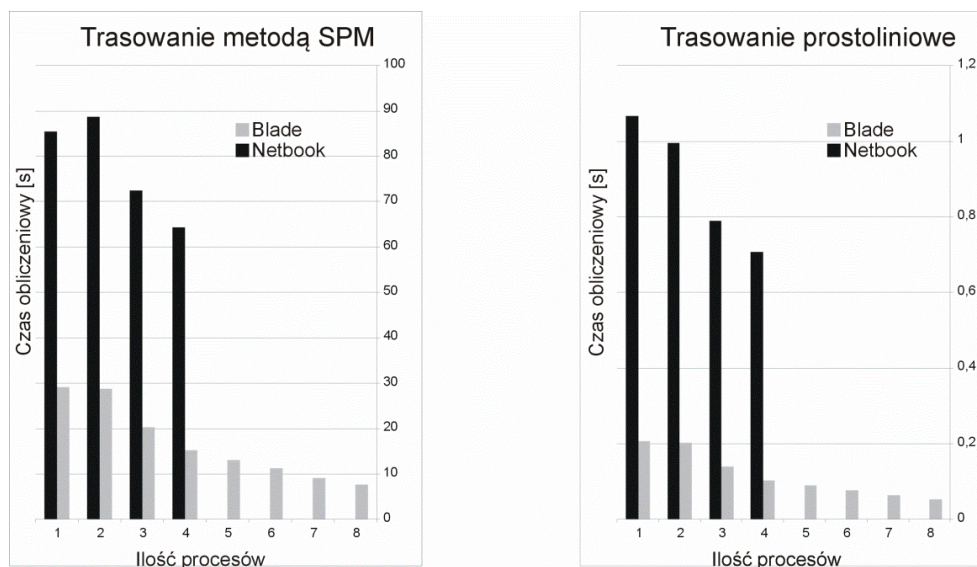 Trasowanie metodą SPM
100
90
80
70
60
50
40
30
20
10
0
Blade
Netbook
Czas obliczeniowy [s]
1 2 3 4 5 6 7 8
Ilość procesów
Trasowanie prostoliniowe
1,2
1
0,8
0,6
0,4
0,2
0
Blade
Netbook
Czas obliczeniowy [s]
1 2 3 4 5 6 7 8
Ilość procesów